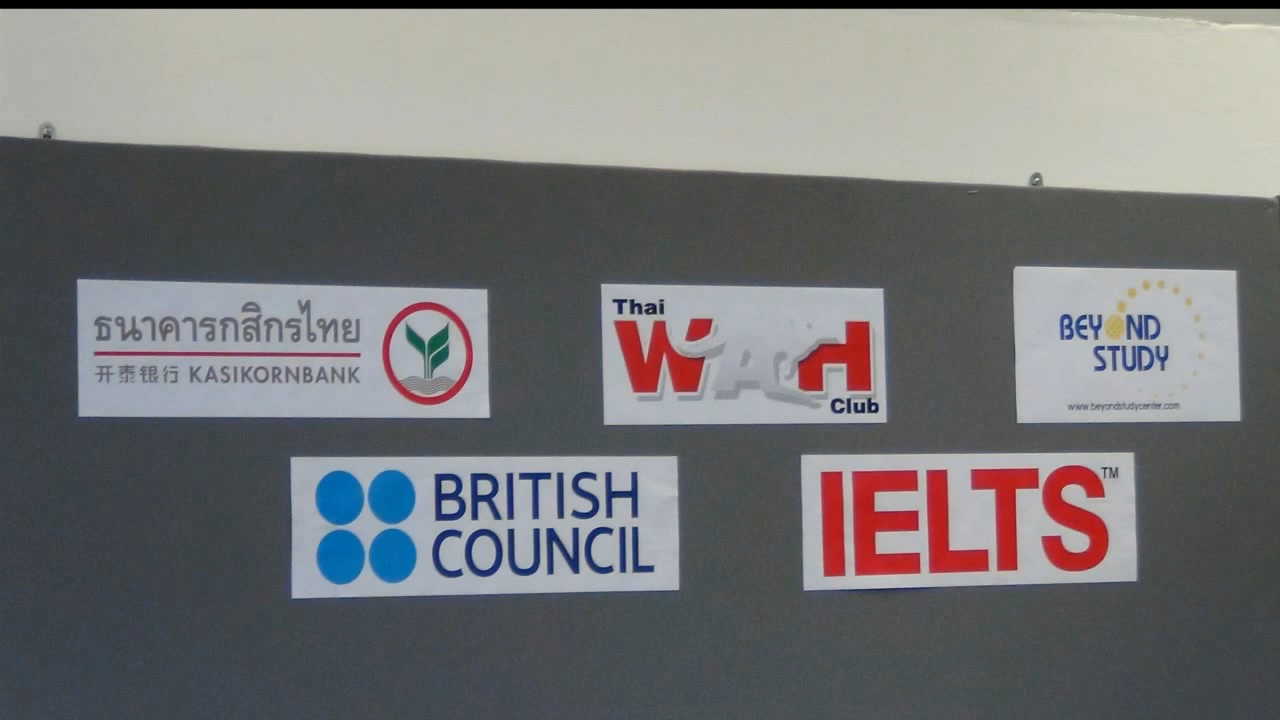 ธนาคารกสิกรไทย
开泰银行 KASIKORNBANK
Thai
WACH
Club
BEYOND
STUDY
www.beyondstudycenter.com
BRITISH
COUNCIL
IELTS™